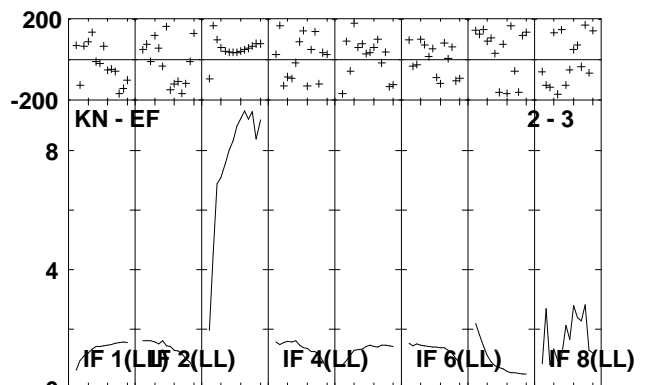 200
-200
KN - EF 2 - 3
8
4
IF 1(LL) IF 2(LL) IF 4(LL) IF 6(LL) IF 8(LL)